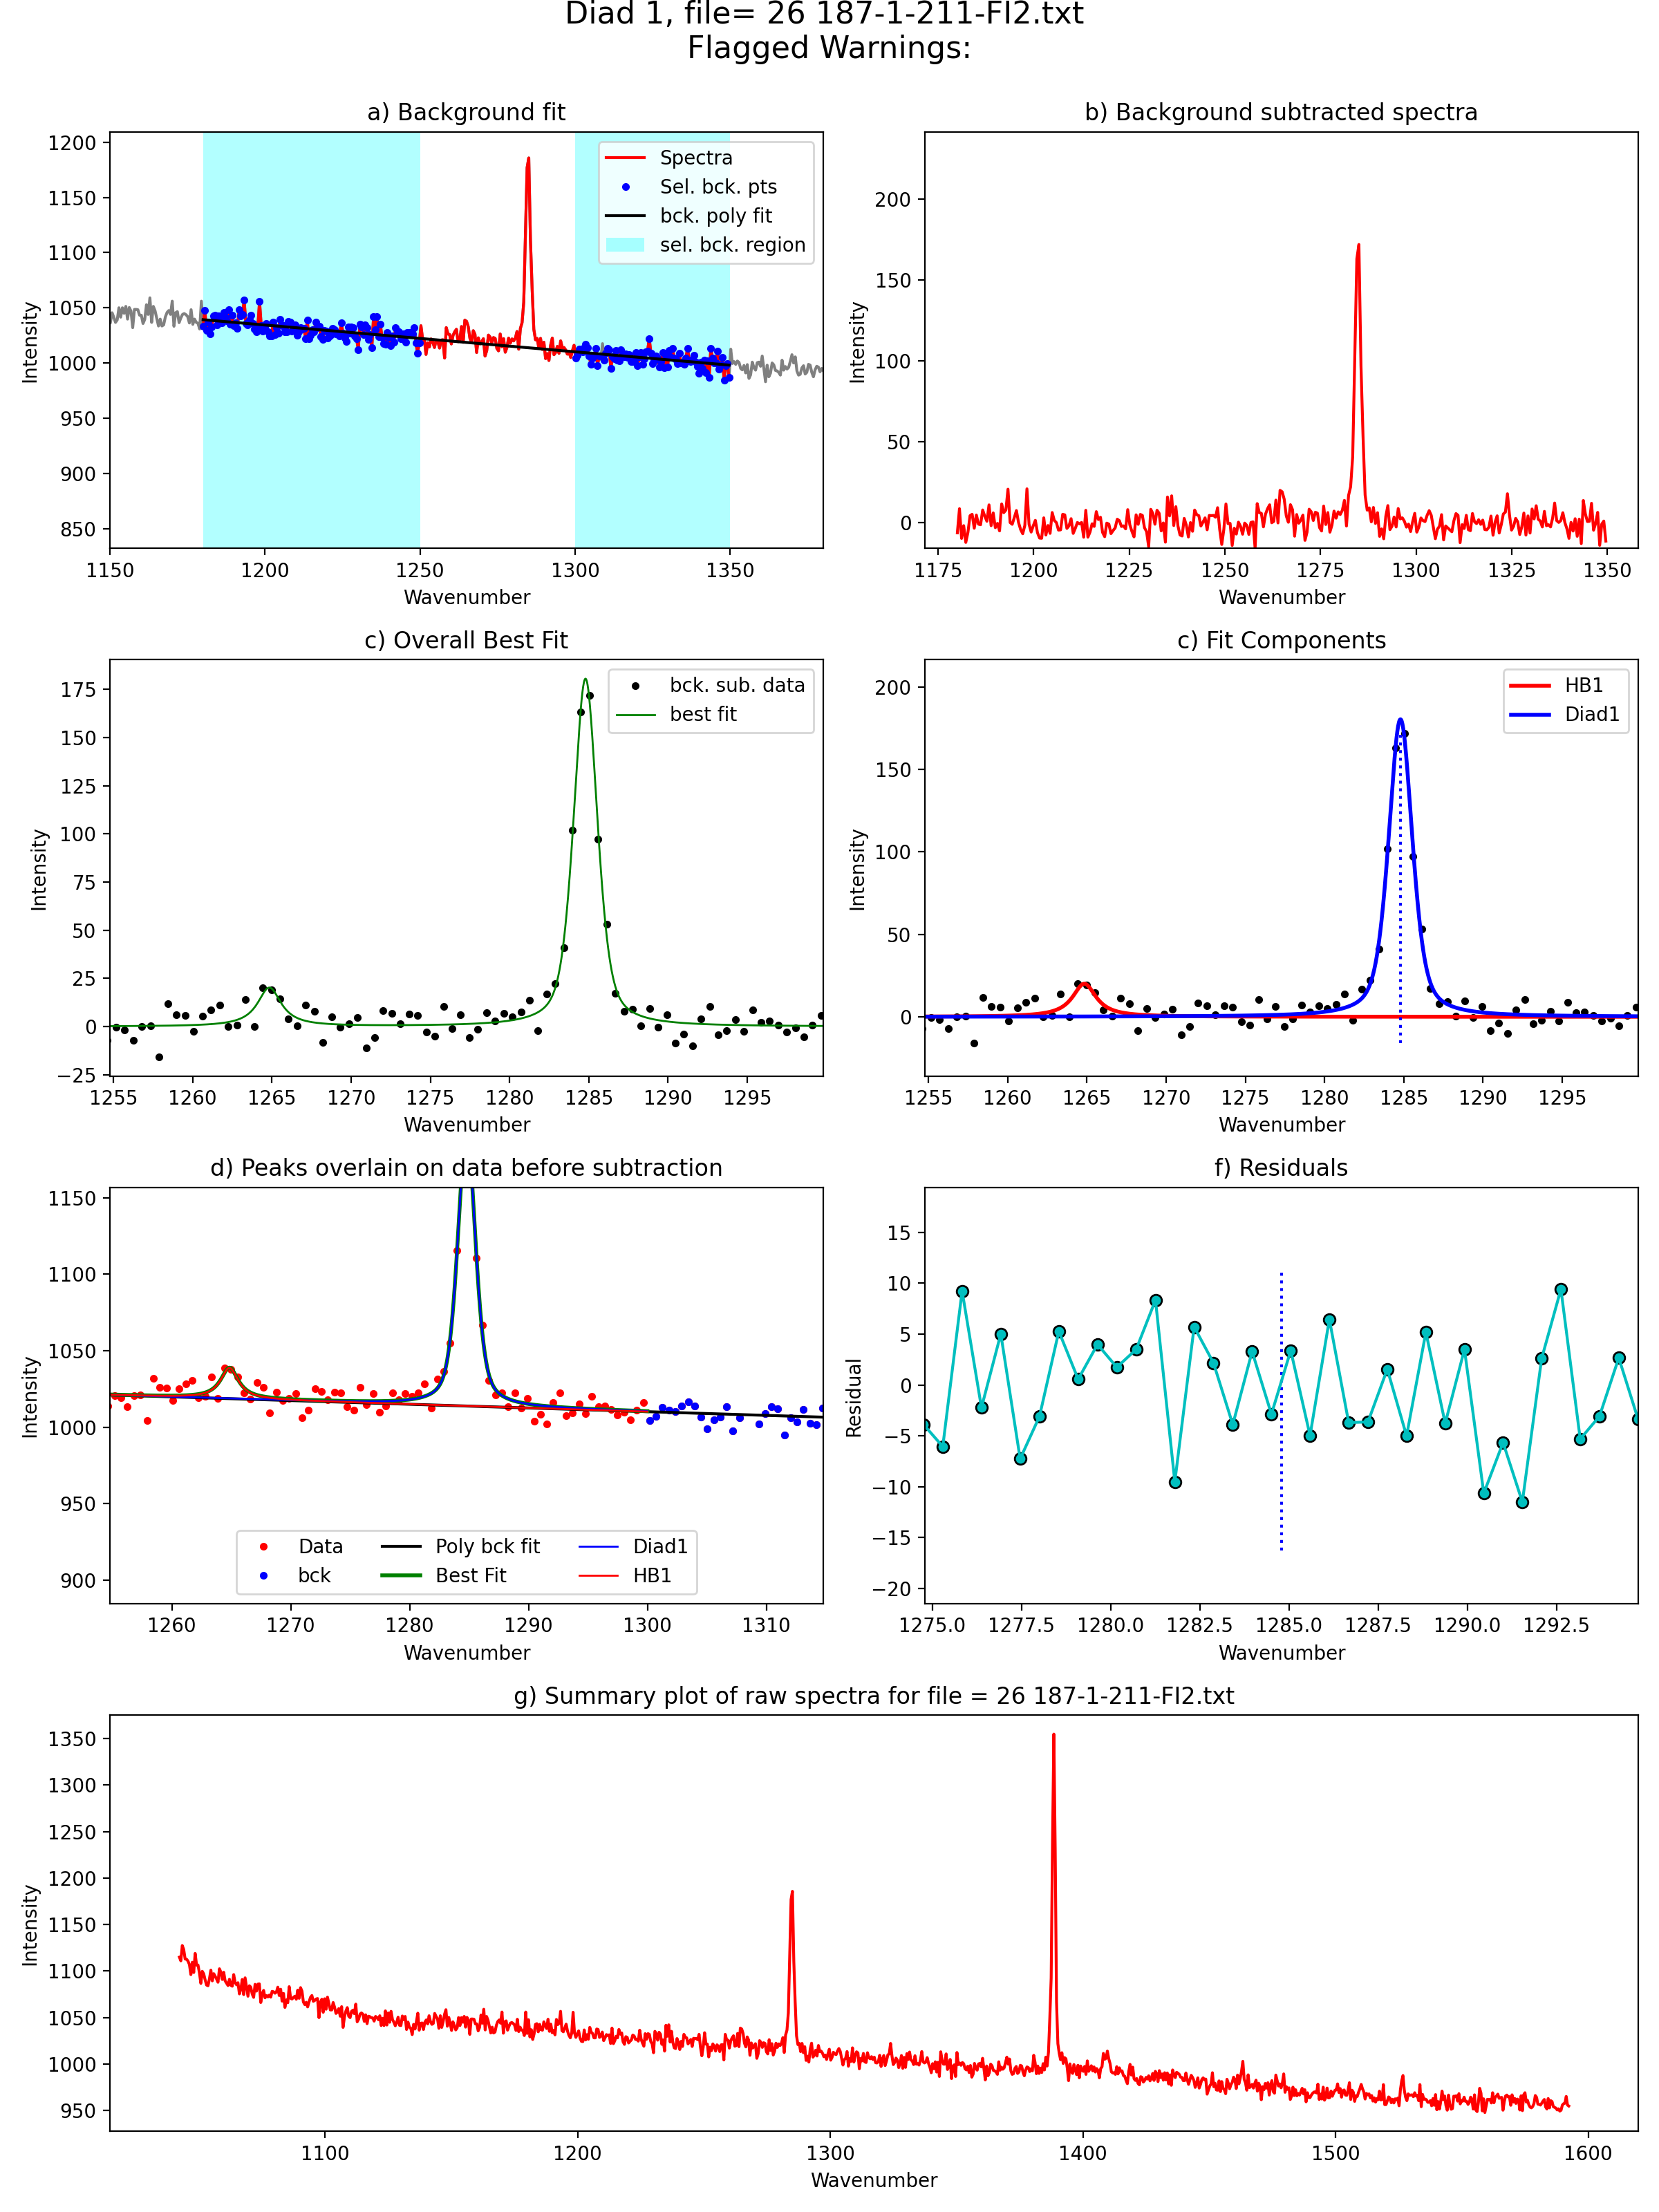 Diad 1, file= 26 187-1-211-FI2.txt
Flagged Warnings:
a) Background fit
1200
1150
1100
1050
1000
950
900
850
Intensity
Spectra
Sel. bck. pts
bck. poly fit
sel. bck. region
1150 1200 1250 1300 1350
Wavenumber
b) Background subtracted spectra
200
150
100
50
0
Intensity
1175 1200 1225 1250 1275 1300 1325 1350
Wavenumber
c) Overall Best Fit
175
150
125
100
75
50
25
0
−25
Intensity
bck. sub. data
best fit
1255 1260 1265 1270 1275 1280 1285 1290 1295
Wavenumber
c) Fit Components
200
150
100
50
0
Intensity
HB1
Diad1
1255 1260 1265 1270 1275 1280 1285 1290 1295
Wavenumber
d) Peaks overlain on data before subtraction
1150
1100
1050
1000
950
900
Intensity
Data
bck
Poly bck fit
Best Fit
Diad1
HB1
1260 1270 1280 1290 1300 1310
Wavenumber
f) Residuals
15
10
5
0
−5
−10
−15
−20
Residual
1275.0 1277.5 1280.0 1282.5 1285.0 1287.5 1290.0 1292.5
Wavenumber
g) Summary plot of raw spectra for file = 26 187-1-211-FI2.txt
1350
1300
1250
1200
1150
1100
1050
1000
950
Intensity
1100 1200 1300 1400 1500 1600
Wavenumber